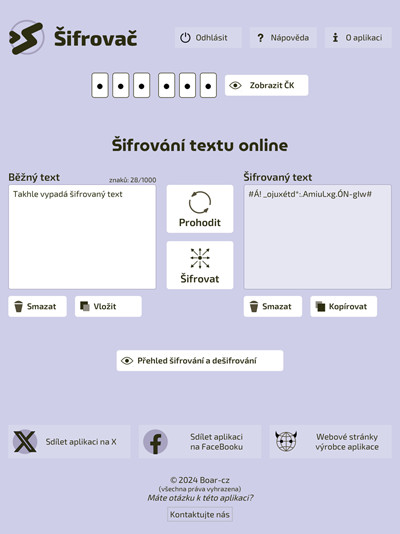 Šifrovač
Odhlásit
? Nápověda
i O aplikaci
Zobrazit ČK
Šifrování textu online
Běžný text
znaků: 28/1000
Takhle vypadá šifrovaný text
Prohodit
Šifrovat
Šifrovaný text
#Á! _ojuxétd°:.AmiuLxg.ÓN-gIw#
Smazat
Vložit
Smazat
Kopírovat
Přehled šifrování a dešifrování
Sdílet aplikaci na X
Sdílet aplikaci
na FaceBooku
Webové stránky
výrobce aplikace
© 2024 Boar-cz
(všechna práva vyhrazena)
Máte otázku k této aplikaci?
Kontaktujte nás